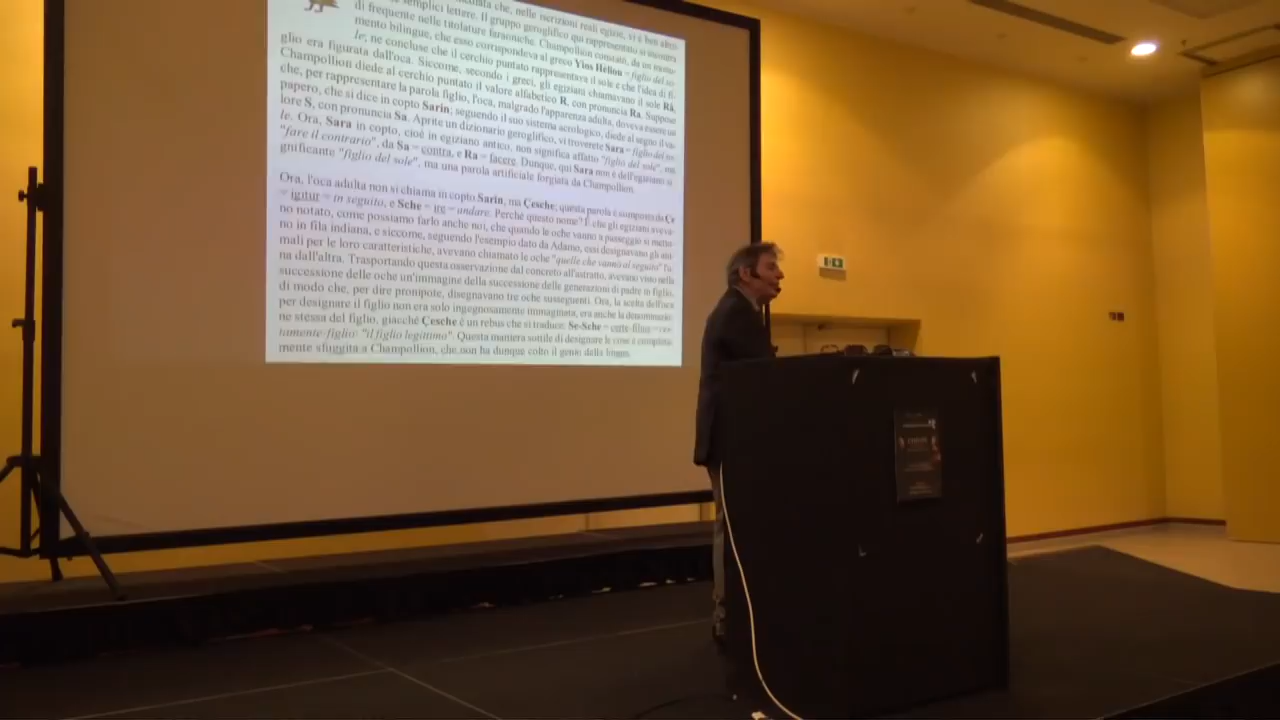 semplici lettere. Il gruppo geroglifico qui rappresentato si incontra
di frequente nelle titolature faraoniche. Champollion constatò, da un monu-
mento bilingue, che esso corrispondeva al greco Yios Heliou = figlio del so-
le; ne concluse che il cerchio puntato rappresentava il sole e che l'idea di fi-
glio era figurata dall'oca. Siccome, secondo i greci, gli egiziani chiamavano il sole Rà,
Champollion diede al cerchio puntato il valore alfabetico R, con pronuncia Ra. Suppose
che, per rappresentare la parola figlio, l'oca, malgrado l'apparenza adulta, doveva essere un
papero, che si dice in copto Sarin; seguendo il suo sistema acrologico, diede al segno il va-
lore S, con pronuncia Sa. Aprite un dizionario geroglifico, vi troverete Sara = figlio del so-
le. Ora, Sara in copto, cioè in egiziano antico, non significa affatto "figlio del sole", ma
"fare il contrario", da Sa = contra, e Ra = facere. Dunque, qui Sara non è dell'egiziano si-
gnificante "figlio del sole", ma una parola artificiale forgiata da Champollion.
Ora, l'oca adulta non si chiama in copto Sarin, ma Çesche; questa parola è composta da Çe
= igitur = in seguito, e Sche = ire = andare. Perché questo nome? È che gli egiziani aveva-
no notato, come possiamo farlo anche noi, che quando le oche vanno a passeggio si metto-
no in fila indiana, e siccome, seguendo l'esempio dato da Adamo, essi designavano gli ani-
mali per le loro caratteristiche, avevano chiamato le oche "quelle che vanno al seguito" l'u-
na dall'altra. Trasportando questa osservazione dal concreto all'astratto, avevano visto nella
successione delle oche un'immagine della successione delle generazioni di padre in figlio,
di modo che, per dire pronipote, disegnavano tre oche susseguenti. Ora, la scelta dell'oca
per designare il figlio non era solo ingegnosamente immaginata, era anche la denominazio-
ne stessa del figlio, giacché Çesche è un rebus che si traduce: Se-Sche = certe-filius = cer-
tamente-figlio: "il figlio legittimo". Questa maniera sottile di designare le cose è completa-
mente sfuggita a Champollion, che non ha dunque colto il genio della lingua.